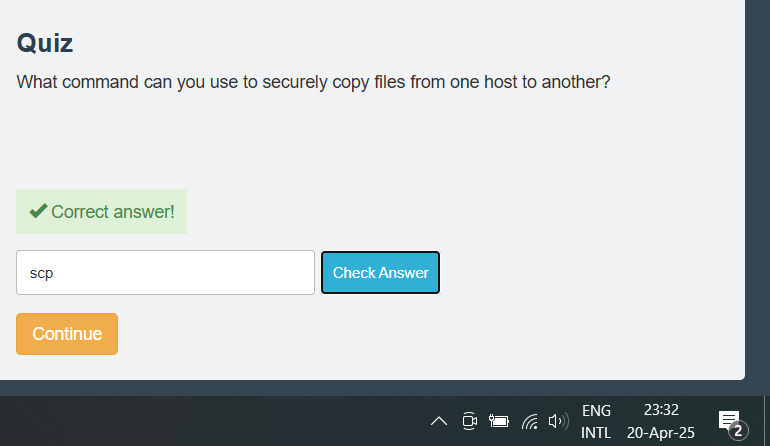 Quiz
What command can you use to securely copy files from one host to another?
Correct answer!
scp
Check Answer
Continue
ENG
23:32
INTL
20-Apr-25
2